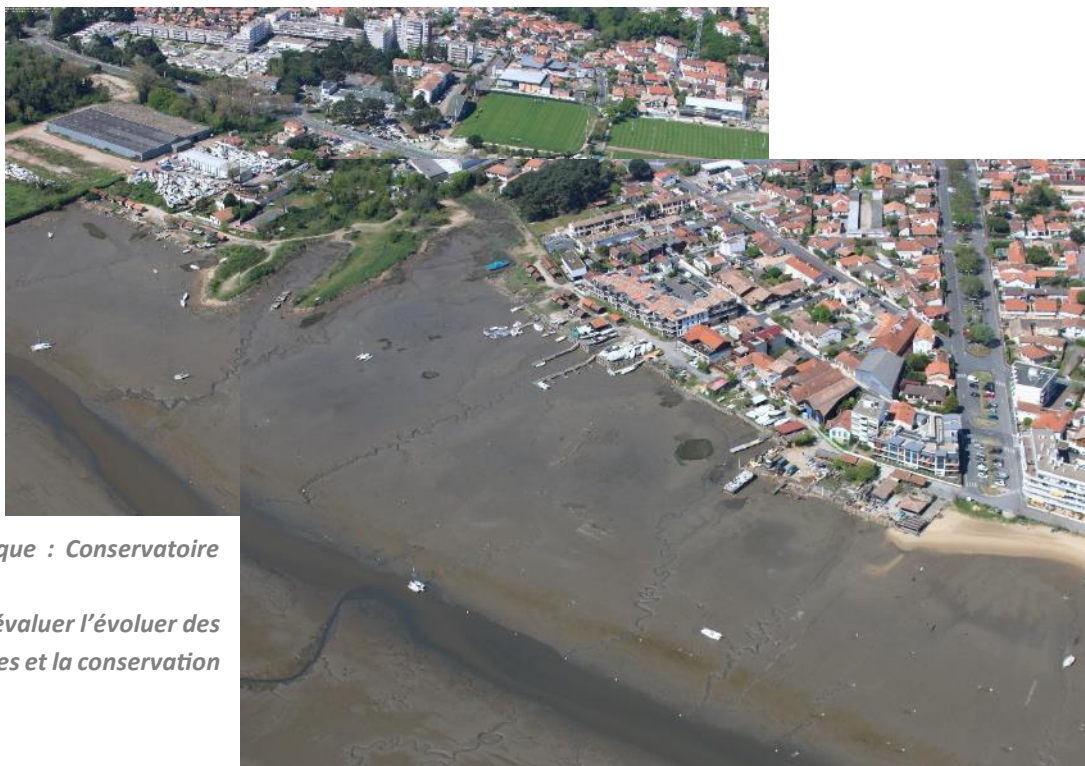 que : Conservatoire
évaluer l'évoluer des
es et la conservation